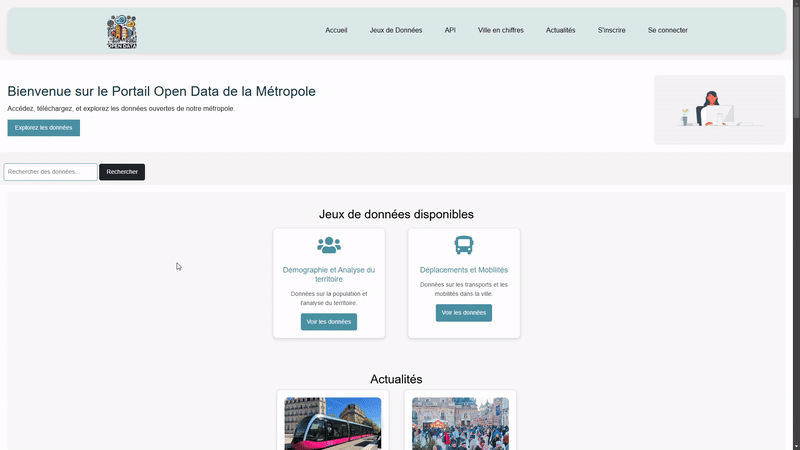 OPEN DATA
Accueil
Jeux de Données
API
Ville en chiffres
Actualités
S'inscrire
Se connecter
Bienvenue sur le Portail Open Data de la Métropole
Accédez, téléchargez, et explorez les données ouvertes de notre métropole.
Explorez les données
Rechercher des données...
Rechercher
Jeux de données disponibles
Démographie et Analyse du
territoire
Données sur la population et
l'analyse du territoire.
Voir les données
Déplacements et Mobilités
Données sur les transports et les
mobilités dans la ville.
Voir les données
Actualités